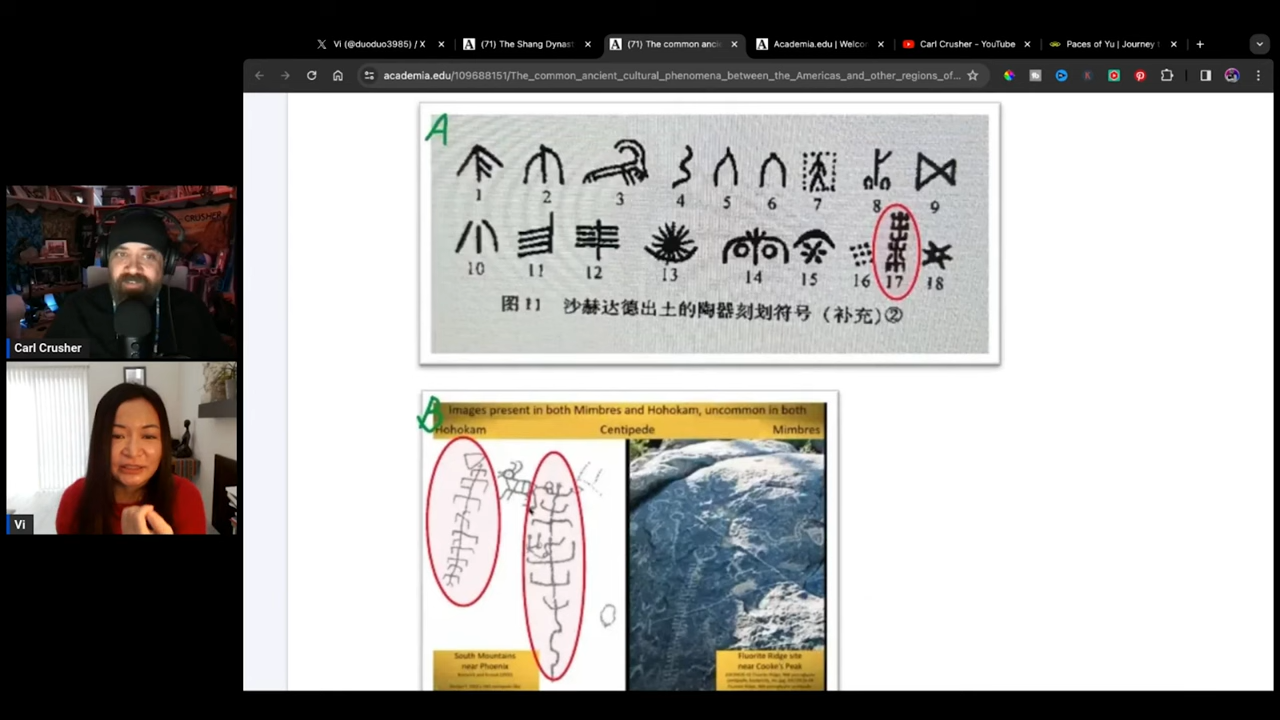 Vi (@duoduo3985) / X
(71) The Shang Dynast
(71) The common anci
Academia.edu | Welcom
Carl Crusher - YouTube
Paces of Yu | Journey t
academia.edu/109688151/The_common_ancient_cultural_phenomena_between_the_Americas_and_other_regions_of...
A
1 2 3 4 5 6 7 8 9
10 11 12 13 14 15 16 17 18
图 11 沙赫达德出土的陶器刻划符号（补充）②
CRUSHER
Carl Crusher
B
Images present in both Mimbres and Hohokam, uncommon in both
Hohokam Centipede Mimbres
Vi
South Mountains
near Phoenix
Fluorite Ridge site
near Cooke's Peak